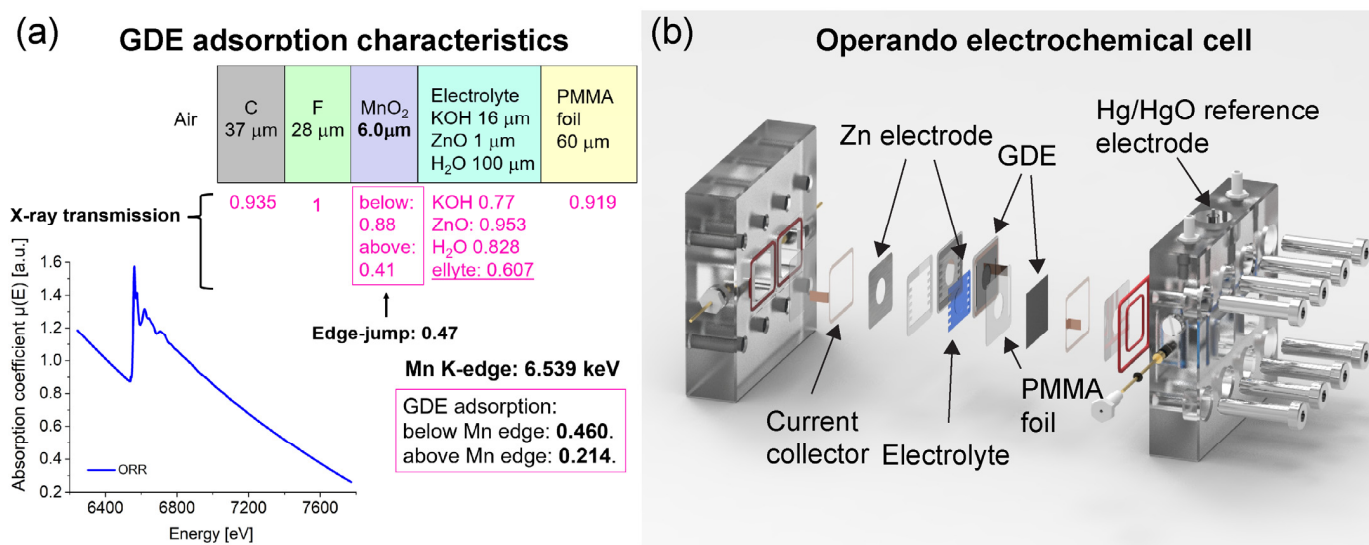 (a)
GDE adsorption characteristics
Air
C
37 μm
F
28 μm
MnO₂
6.0μm
Electrolyte
KOH 16 μm
ZnO 1 μm
H₂O 100 μm
PMMA
foil
60 μm
X-ray transmission
0.935
1
below:
0.88
above:
0.41
KOH 0.77
ZnO: 0.953
H₂O 0.828
ellyte: 0.607
0.919
Edge-jump: 0.47
Mn K-edge: 6.539 keV
GDE adsorption:
below Mn edge: 0.460.
above Mn edge: 0.214.
Absorption coefficient μ(E) [a.u.]
1.6
1.4
1.2
1.0
0.8
0.6
0.4
0.2
ORR
6400
6800
7200
7600
Energy [eV]
(b)
Operando electrochemical cell
Hg/HgO reference
electrode
Zn electrode
GDE
Current
collector
Electrolyte
PMMA
foil